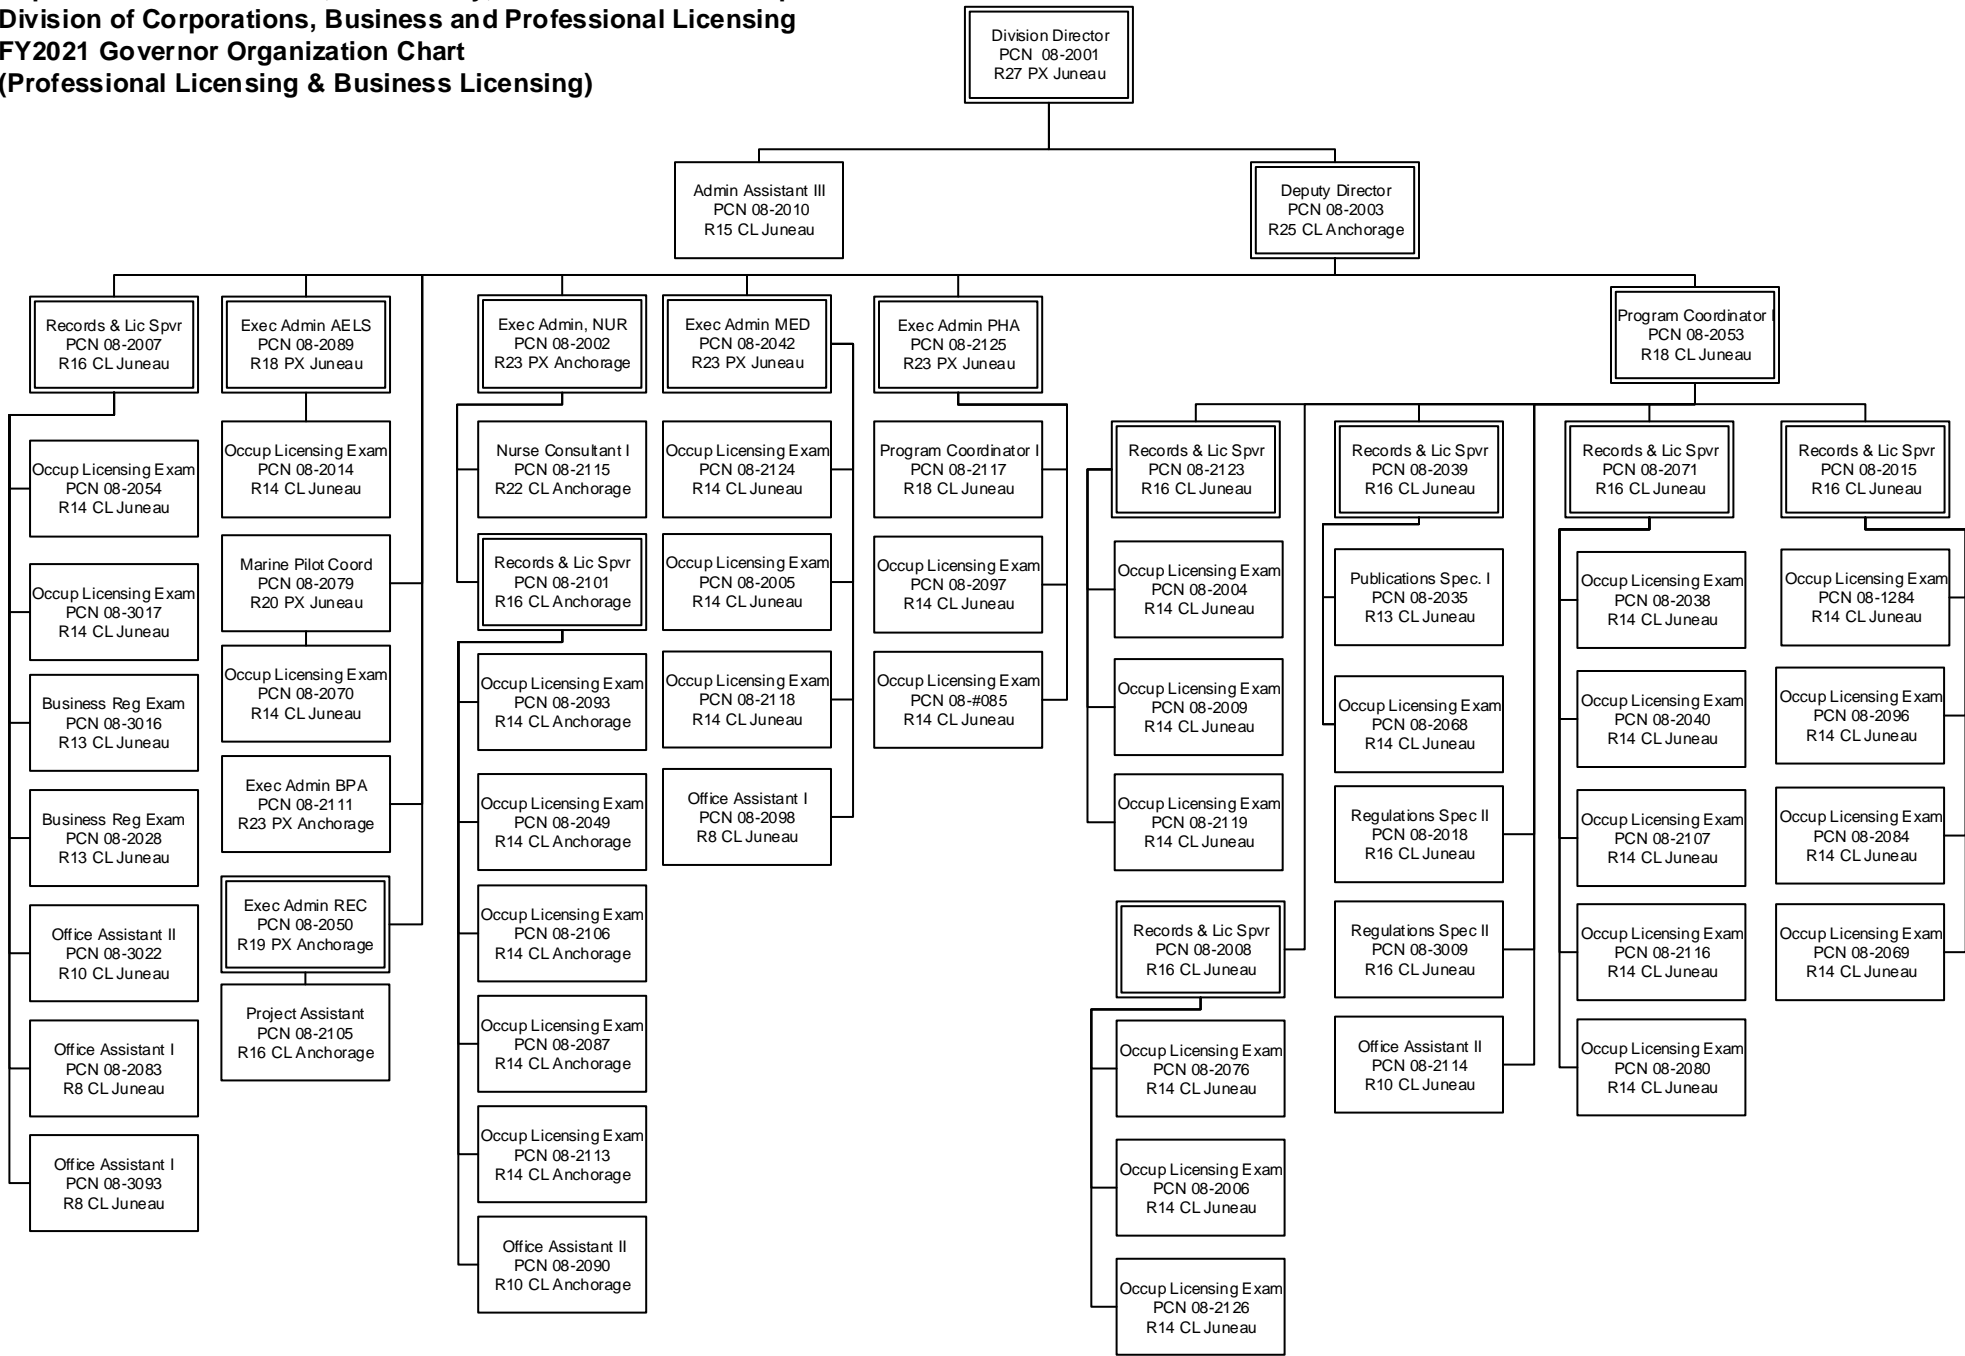 Division of Corporations, Business and Professional Licensing
FY2021 Governor Organization Chart
(Professional Licensing & Business Licensing)
Division Director
PCN 08-2001
R27 PX Juneau
Admin Assistant III
PCN 08-2010
R15 CL Juneau
Deputy Director
PCN 08-2003
R25 CL Anchorage
Records & Lic Spvr
PCN 08-2007
R16 CL Juneau
Occup Licensing Exam
PCN 08-2054
R14 CL Juneau
Occup Licensing Exam
PCN 08-3017
R14 CL Juneau
Business Reg Exam
PCN 08-3016
R13 CL Juneau
Business Reg Exam
PCN 08-2028
R13 CL Juneau
Office Assistant II
PCN 08-3022
R10 CL Juneau
Office Assistant I
PCN 08-2083
R8 CL Juneau
Office Assistant I
PCN 08-3093
R8 CL Juneau
Exec Admin AELS
PCN 08-2089
R18 PX Juneau
Occup Licensing Exam
PCN 08-2014
R14 CL Juneau
Marine Pilot Coord
PCN 08-2079
R20 PX Juneau
Occup Licensing Exam
PCN 08-2070
R14 CL Juneau
Exec Admin BPA
PCN 08-2111
R23 PX Anchorage
Exec Admin REC
PCN 08-2050
R19 PX Anchorage
Project Assistant
PCN 08-2105
R16 CL Anchorage
Exec Admin, NUR
PCN 08-2002
R23 PX Anchorage
Nurse Consultant I
PCN 08-2115
R22 CL Anchorage
Records & Lic Spvr
PCN 08-2101
R16 CL Anchorage
Occup Licensing Exam
PCN 08-2093
R14 CL Anchorage
Occup Licensing Exam
PCN 08-2049
R14 CL Anchorage
Occup Licensing Exam
PCN 08-2106
R14 CL Anchorage
Occup Licensing Exam
PCN 08-2087
R14 CL Anchorage
Occup Licensing Exam
PCN 08-2113
R14 CL Anchorage
Office Assistant II
PCN 08-2090
R10 CL Anchorage
Exec Admin MED
PCN 08-2042
R23 PX Juneau
Occup Licensing Exam
PCN 08-2124
R14 CL Juneau
Occup Licensing Exam
PCN 08-2005
R14 CL Juneau
Occup Licensing Exam
PCN 08-2118
R14 CL Juneau
Office Assistant I
PCN 08-2098
R8 CL Juneau
Exec Admin PHA
PCN 08-2125
R23 PX Juneau
Program Coordinator I
PCN 08-2117
R18 CL Juneau
Occup Licensing Exam
PCN 08-2097
R14 CL Juneau
Occup Licensing Exam
PCN 08-#085
R14 CL Juneau
Program Coordinator I
PCN 08-2053
R18 CL Juneau
Records & Lic Spvr
PCN 08-2123
R16 CL Juneau
Occup Licensing Exam
PCN 08-2004
R14 CL Juneau
Occup Licensing Exam
PCN 08-2009
R14 CL Juneau
Occup Licensing Exam
PCN 08-2119
R14 CL Juneau
Records & Lic Spvr
PCN 08-2008
R16 CL Juneau
Occup Licensing Exam
PCN 08-2076
R14 CL Juneau
Occup Licensing Exam
PCN 08-2006
R14 CL Juneau
Occup Licensing Exam
PCN 08-2126
R14 CL Juneau
Records & Lic Spvr
PCN 08-2039
R16 CL Juneau
Publications Spec. I
PCN 08-2035
R13 CL Juneau
Occup Licensing Exam
PCN 08-2068
R14 CL Juneau
Regulations Spec II
PCN 08-2018
R16 CL Juneau
Regulations Spec II
PCN 08-3009
R16 CL Juneau
Office Assistant II
PCN 08-2114
R10 CL Juneau
Records & Lic Spvr
PCN 08-2071
R16 CL Juneau
Occup Licensing Exam
PCN 08-2038
R14 CL Juneau
Occup Licensing Exam
PCN 08-2040
R14 CL Juneau
Occup Licensing Exam
PCN 08-2107
R14 CL Juneau
Occup Licensing Exam
PCN 08-2116
R14 CL Juneau
Occup Licensing Exam
PCN 08-2080
R14 CL Juneau
Records & Lic Spvr
PCN 08-2015
R16 CL Juneau
Occup Licensing Exam
PCN 08-1284
R14 CL Juneau
Occup Licensing Exam
PCN 08-2096
R14 CL Juneau
Occup Licensing Exam
PCN 08-2084
R14 CL Juneau
Occup Licensing Exam
PCN 08-2069
R14 CL Juneau